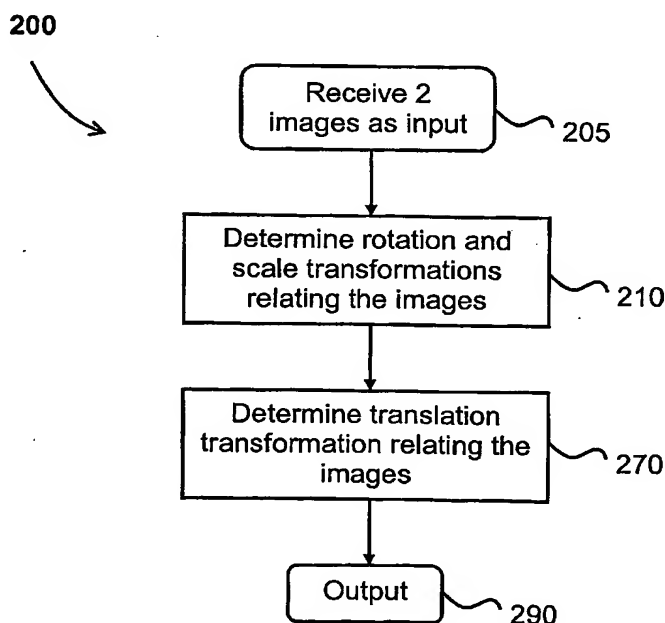 200
Receive 2
images as input
205
Determine rotation and
scale transformations
relating the images
210
Determine translation
transformation relating the
images
270
Output
290